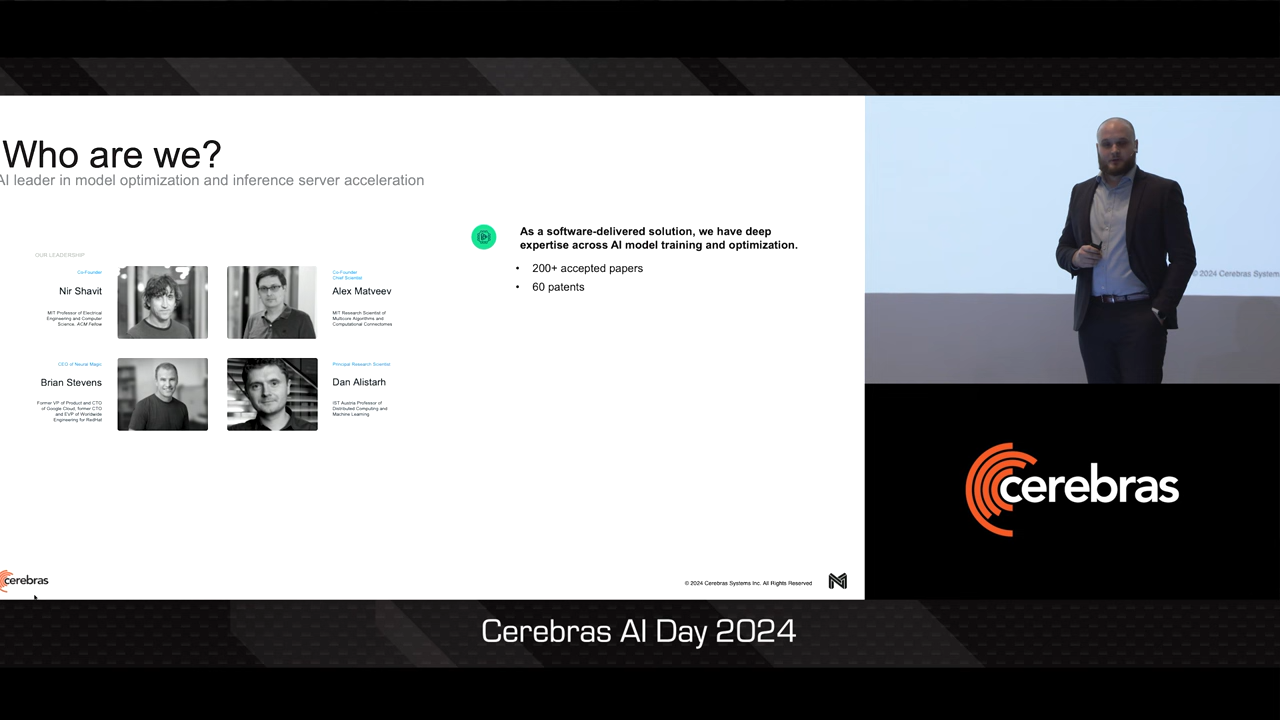 Who are we?
AI leader in model optimization and inference server acceleration
OUR LEADERSHIP
Co-Founder
Nir Shavit
MIT Professor of Electrical
Engineering and Computer
Science, ACM Fellow
Co-Founder
Chief Scientist
Alex Matveev
MIT Research Scientist of
Multicore Algorithms and
Computational Connectomes
CEO of Neural Magic
Brian Stevens
Former VP of Product and CTO
of Google Cloud, former CTO
and EVP of Worldwide
Engineering for RedHat
Principal Research Scientist
Dan Alistarh
IST Austria Professor of
Distributed Computing and
Machine Learning
As a software-delivered solution, we have deep
expertise across AI model training and optimization.
• 200+ accepted papers
• 60 patents
cerebras
© 2024 Cerebras Systems Inc. All Rights Reserved
© 2024 Cerebras System
cerebras
Cerebras AI Day 2024